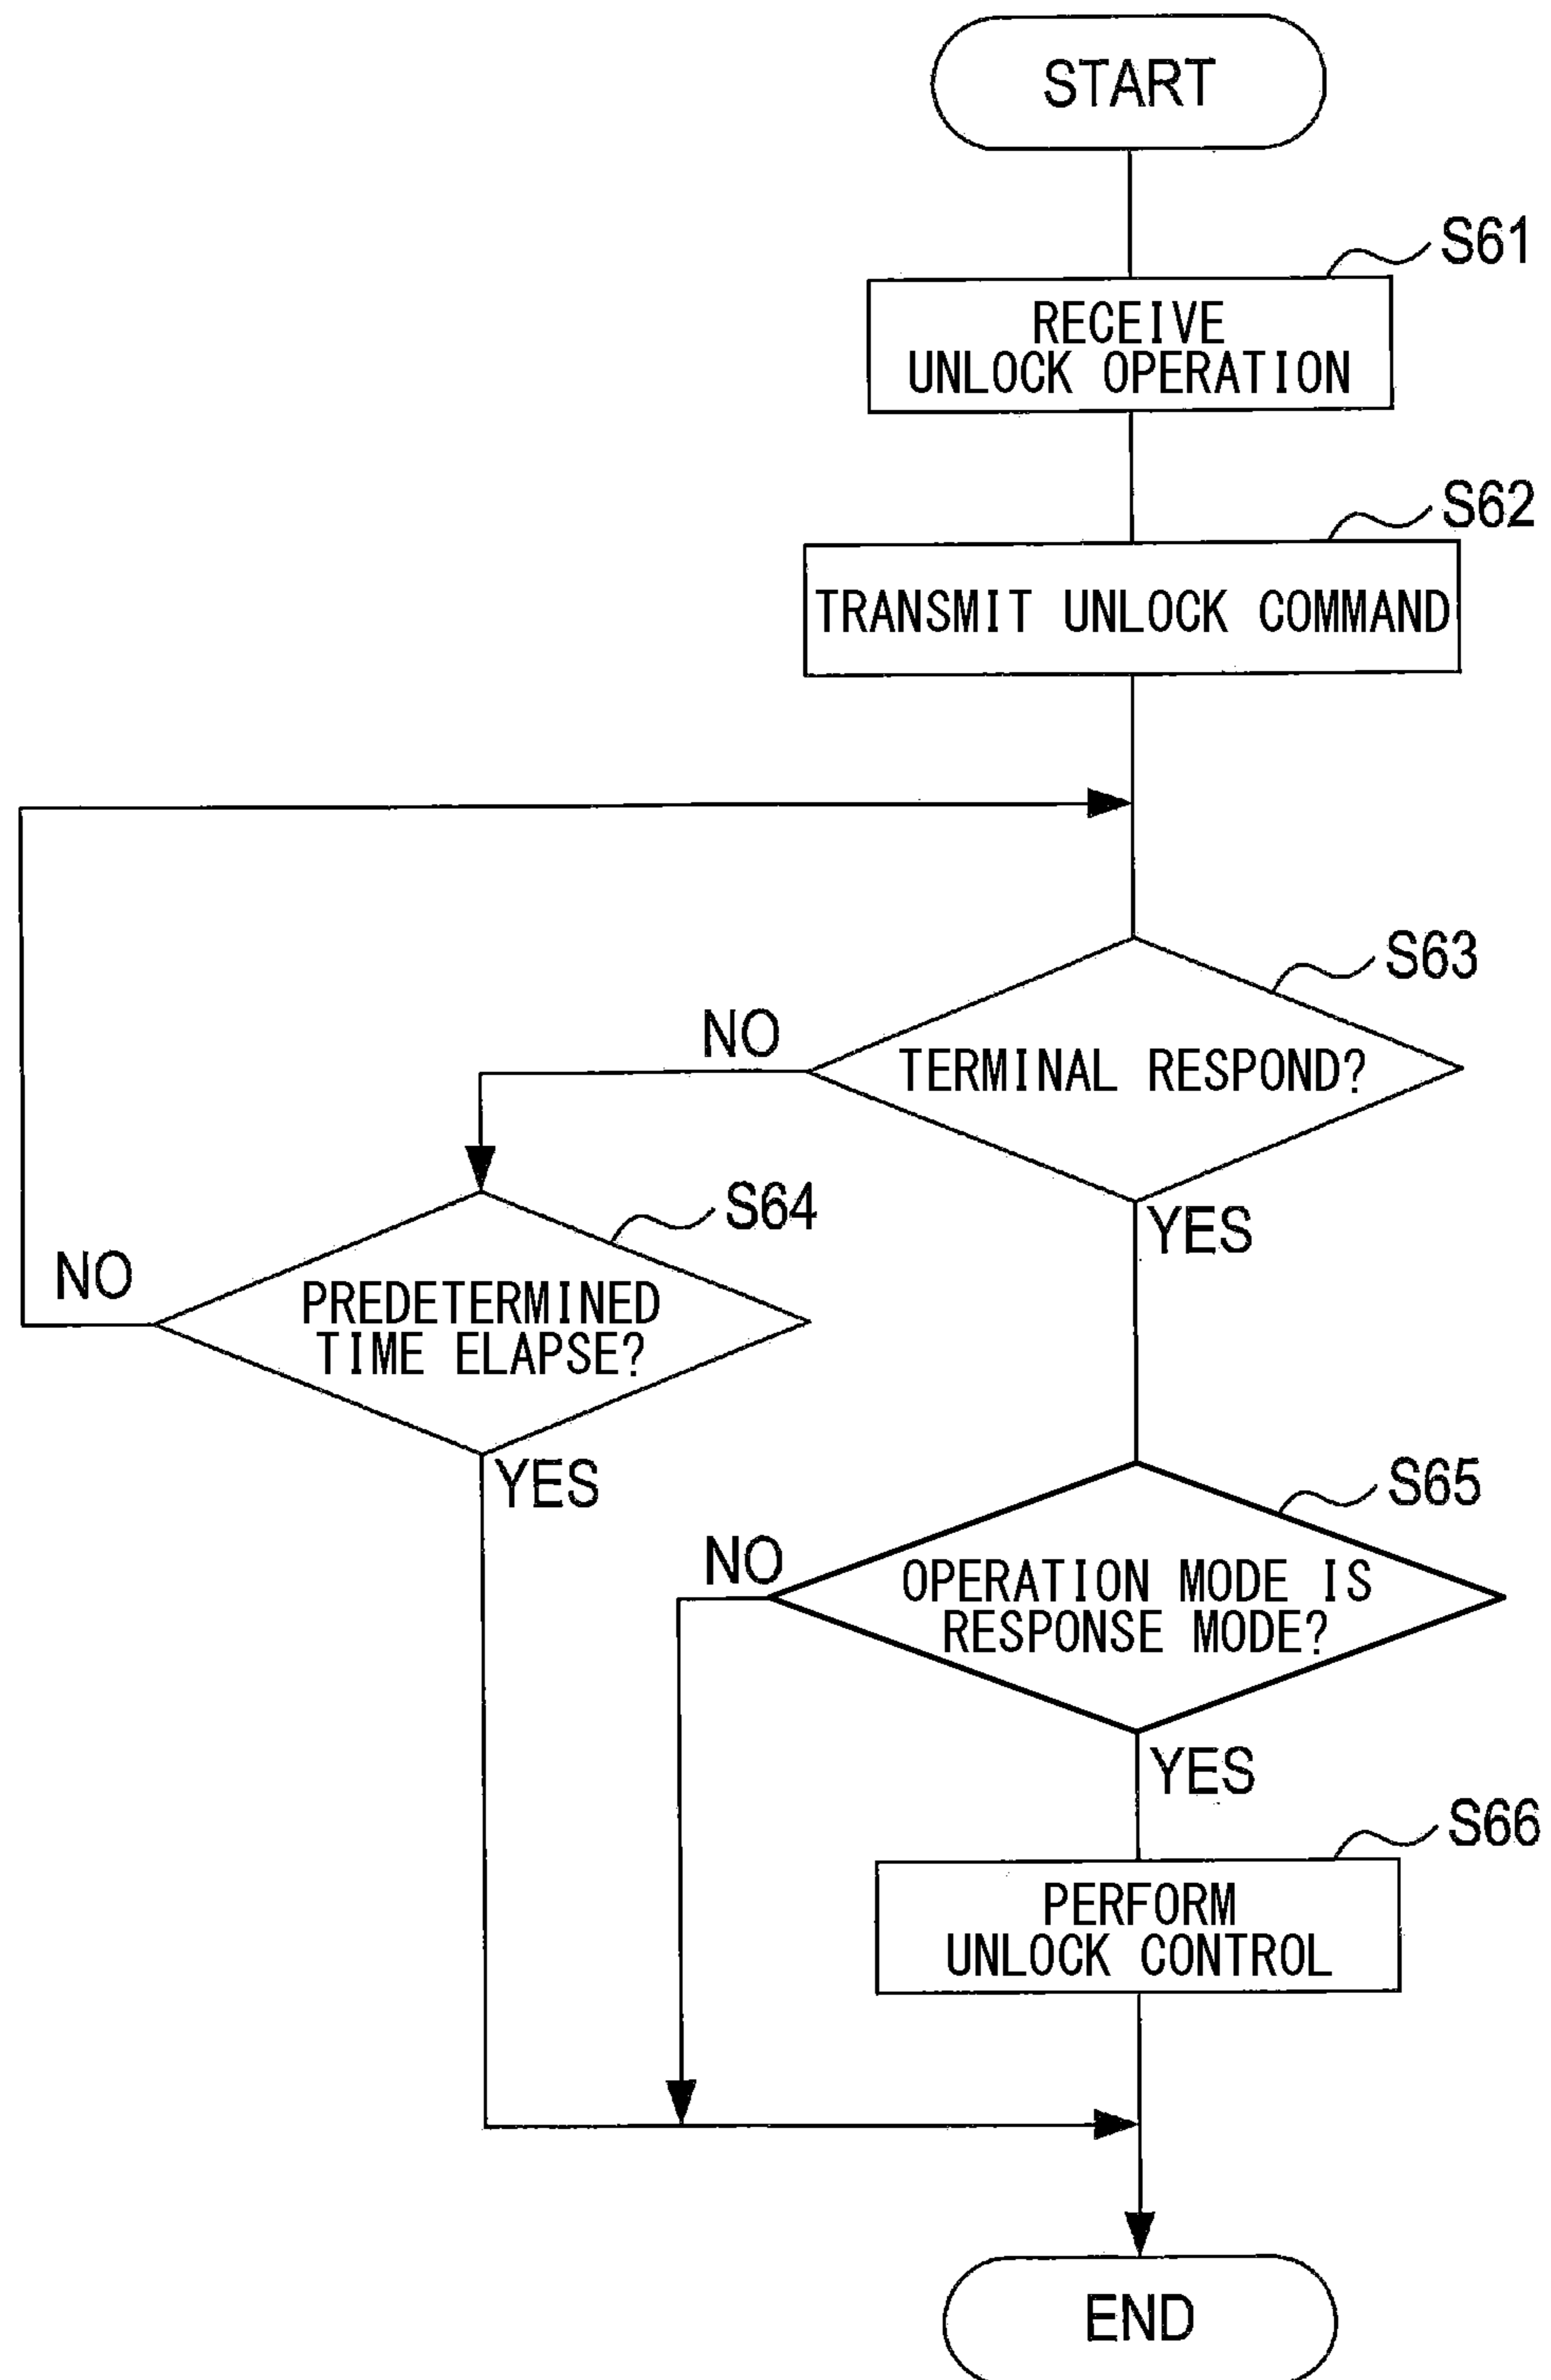 START
S61
RECEIVE
UNLOCK OPERATION
S62
TRANSMIT UNLOCK COMMAND
S63
NO
TERMINAL RESPOND?
YES
S64
NO
PREDETERMINED
TIME ELAPSE?
YES
S65
NO
OPERATION MODE IS
RESPONSE MODE?
YES
S66
PERFORM
UNLOCK CONTROL
END